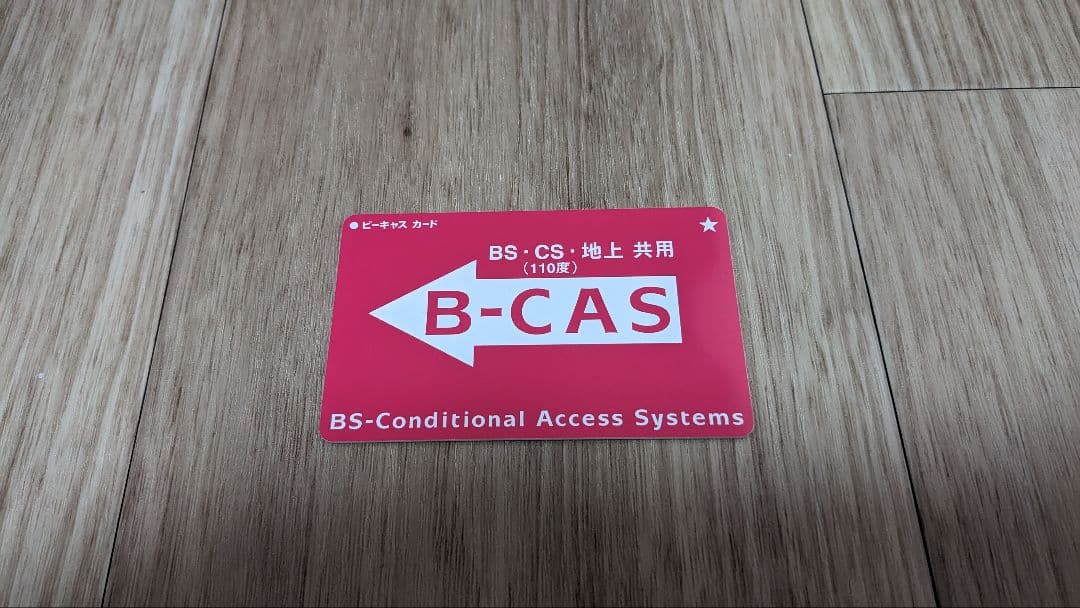 ● ビーキャス カード
★
BS・CS・地上 共用
（110度）
B-CAS
BS-Conditional Access Systems